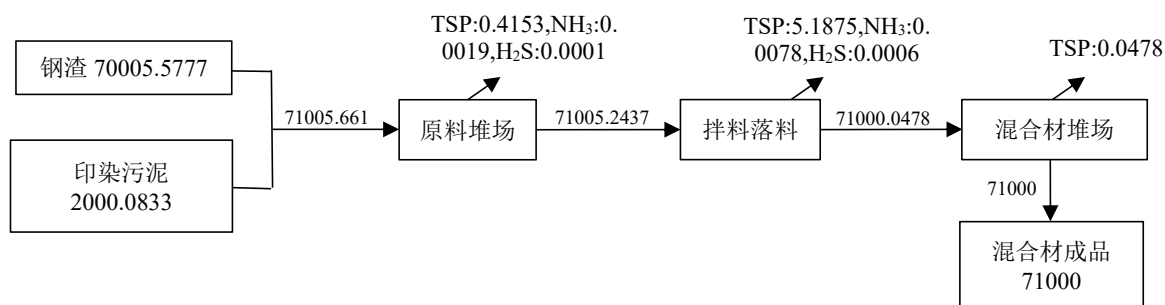 TSP:0.4153,NH₃:0.
0019,H₂S:0.0001
TSP:5.1875,NH₃:0.
0078,H₂S:0.0006
TSP:0.0478
钢渣 70005.5777
71005.661
原料堆场
71005.2437
拌料落料
71000.0478
混合材堆场
印染污泥
2000.0833
71000
混合材成品
71000